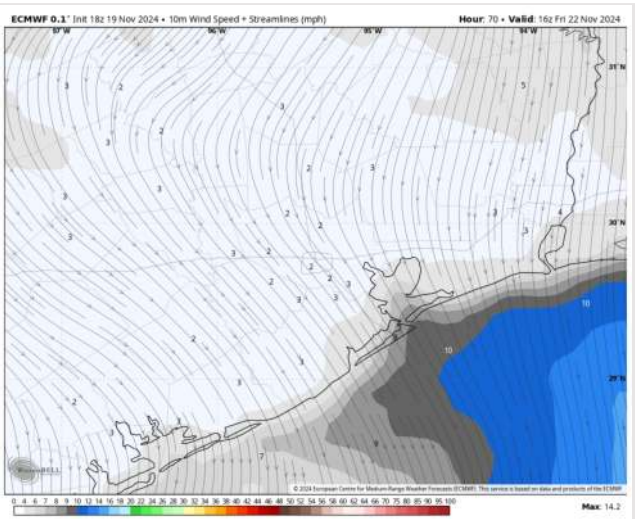 ECMWF 0.1° Init 18z 19 Nov 2024 • 10m Wind Speed + Streamlines (mph) Hour: 70 • Valid: 16z Fri 22 Nov 2024
97°W 96°W 95°W 94°W
31°N
3 2 5
3
2
3
2 3
3
3
2 3 4
2 3
30°N
3
3 2
2
2 2 3
3 3
10
2
10
3
29°N
3
2
3
3
7 9
WeatherBELL
© 2024 European Centre for Medium-Range Weather Forecasts (ECMWF). This service is based on data and products of the ECMWF
0 4 6 7 8 9 10 12 14 16 18 20 21 22 23 24 26 28 30 32 34 36 38 40 42 44 46 48 50 52 54 56 58 60 62 64 66 68 70 75 80 85 90 95 100
Max: 14.2